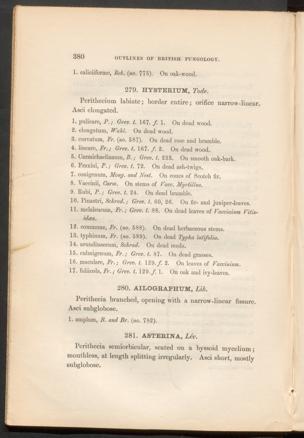 380
OUTLINES OF BRITISH FUNGOLOGY.
1. caliciiforme, Reb. (no. 775). On oak-wood.
279. HYSTERIUM, Tode.
Perithecium labiate; border entire; orifice narrow-linear.
Asci elongated.
1. pulicare, P.; Grev. t. 167. f. 1. On dead wood.
2. elongatum, Wahl. On dead wood.
3. curvatum, Fr. (no. 587). On dead rose and bramble.
4. lineare, Fr.; Grev. t. 167. f. 2. On dead wood.
5. Carmichaelianum, B.; Grev. t. 233. On smooth oak-bark.
6. Fraxini, P.; Grev. t. 72. On dead ash-twigs.
7. conigenum, Moug. and Nest. On cones of Scotch fir.
8. Vaccinii, Carm. On stems of Vacc. Myrtillus.
9. Rubi, P.; Grev. t. 24. On dead bramble.
10. Pinastri, Schrad.; Grev. t. 60, 26. On fir- and juniper-leaves.
11. melaleucum, Fr.; Grev. t. 88. On dead leaves of Vaccinium Vitis-
idæa.
12. commune, Fr. (no. 588). On dead herbaceous stems.
13. typhinum, Fr. (no. 589). On dead Typha latifolia.
14. arundinaceum, Schrad. On dead reeds.
15. culmigenum, Fr.; Grev. t. 87. On dead grasses.
16. maculare, Fr.; Grev. t. 129. f. 2. On leaves of Vaccinium.
17. foliicola, Fr.; Grev. t. 129. f. 1. On oak and ivy-leaves.
280. AILOGRAPHUM, Lib.
Perithecia branched, opening with a narrow-linear fissure.
Asci subglobose.
1. amplum, B. and Br. (no. 782).
281. ASTERINA, Lév.
Perithecia semiorbicular, seated on a byssoid mycelium;
mouthless, at length splitting irregularly. Asci short, mostly
subglobose.